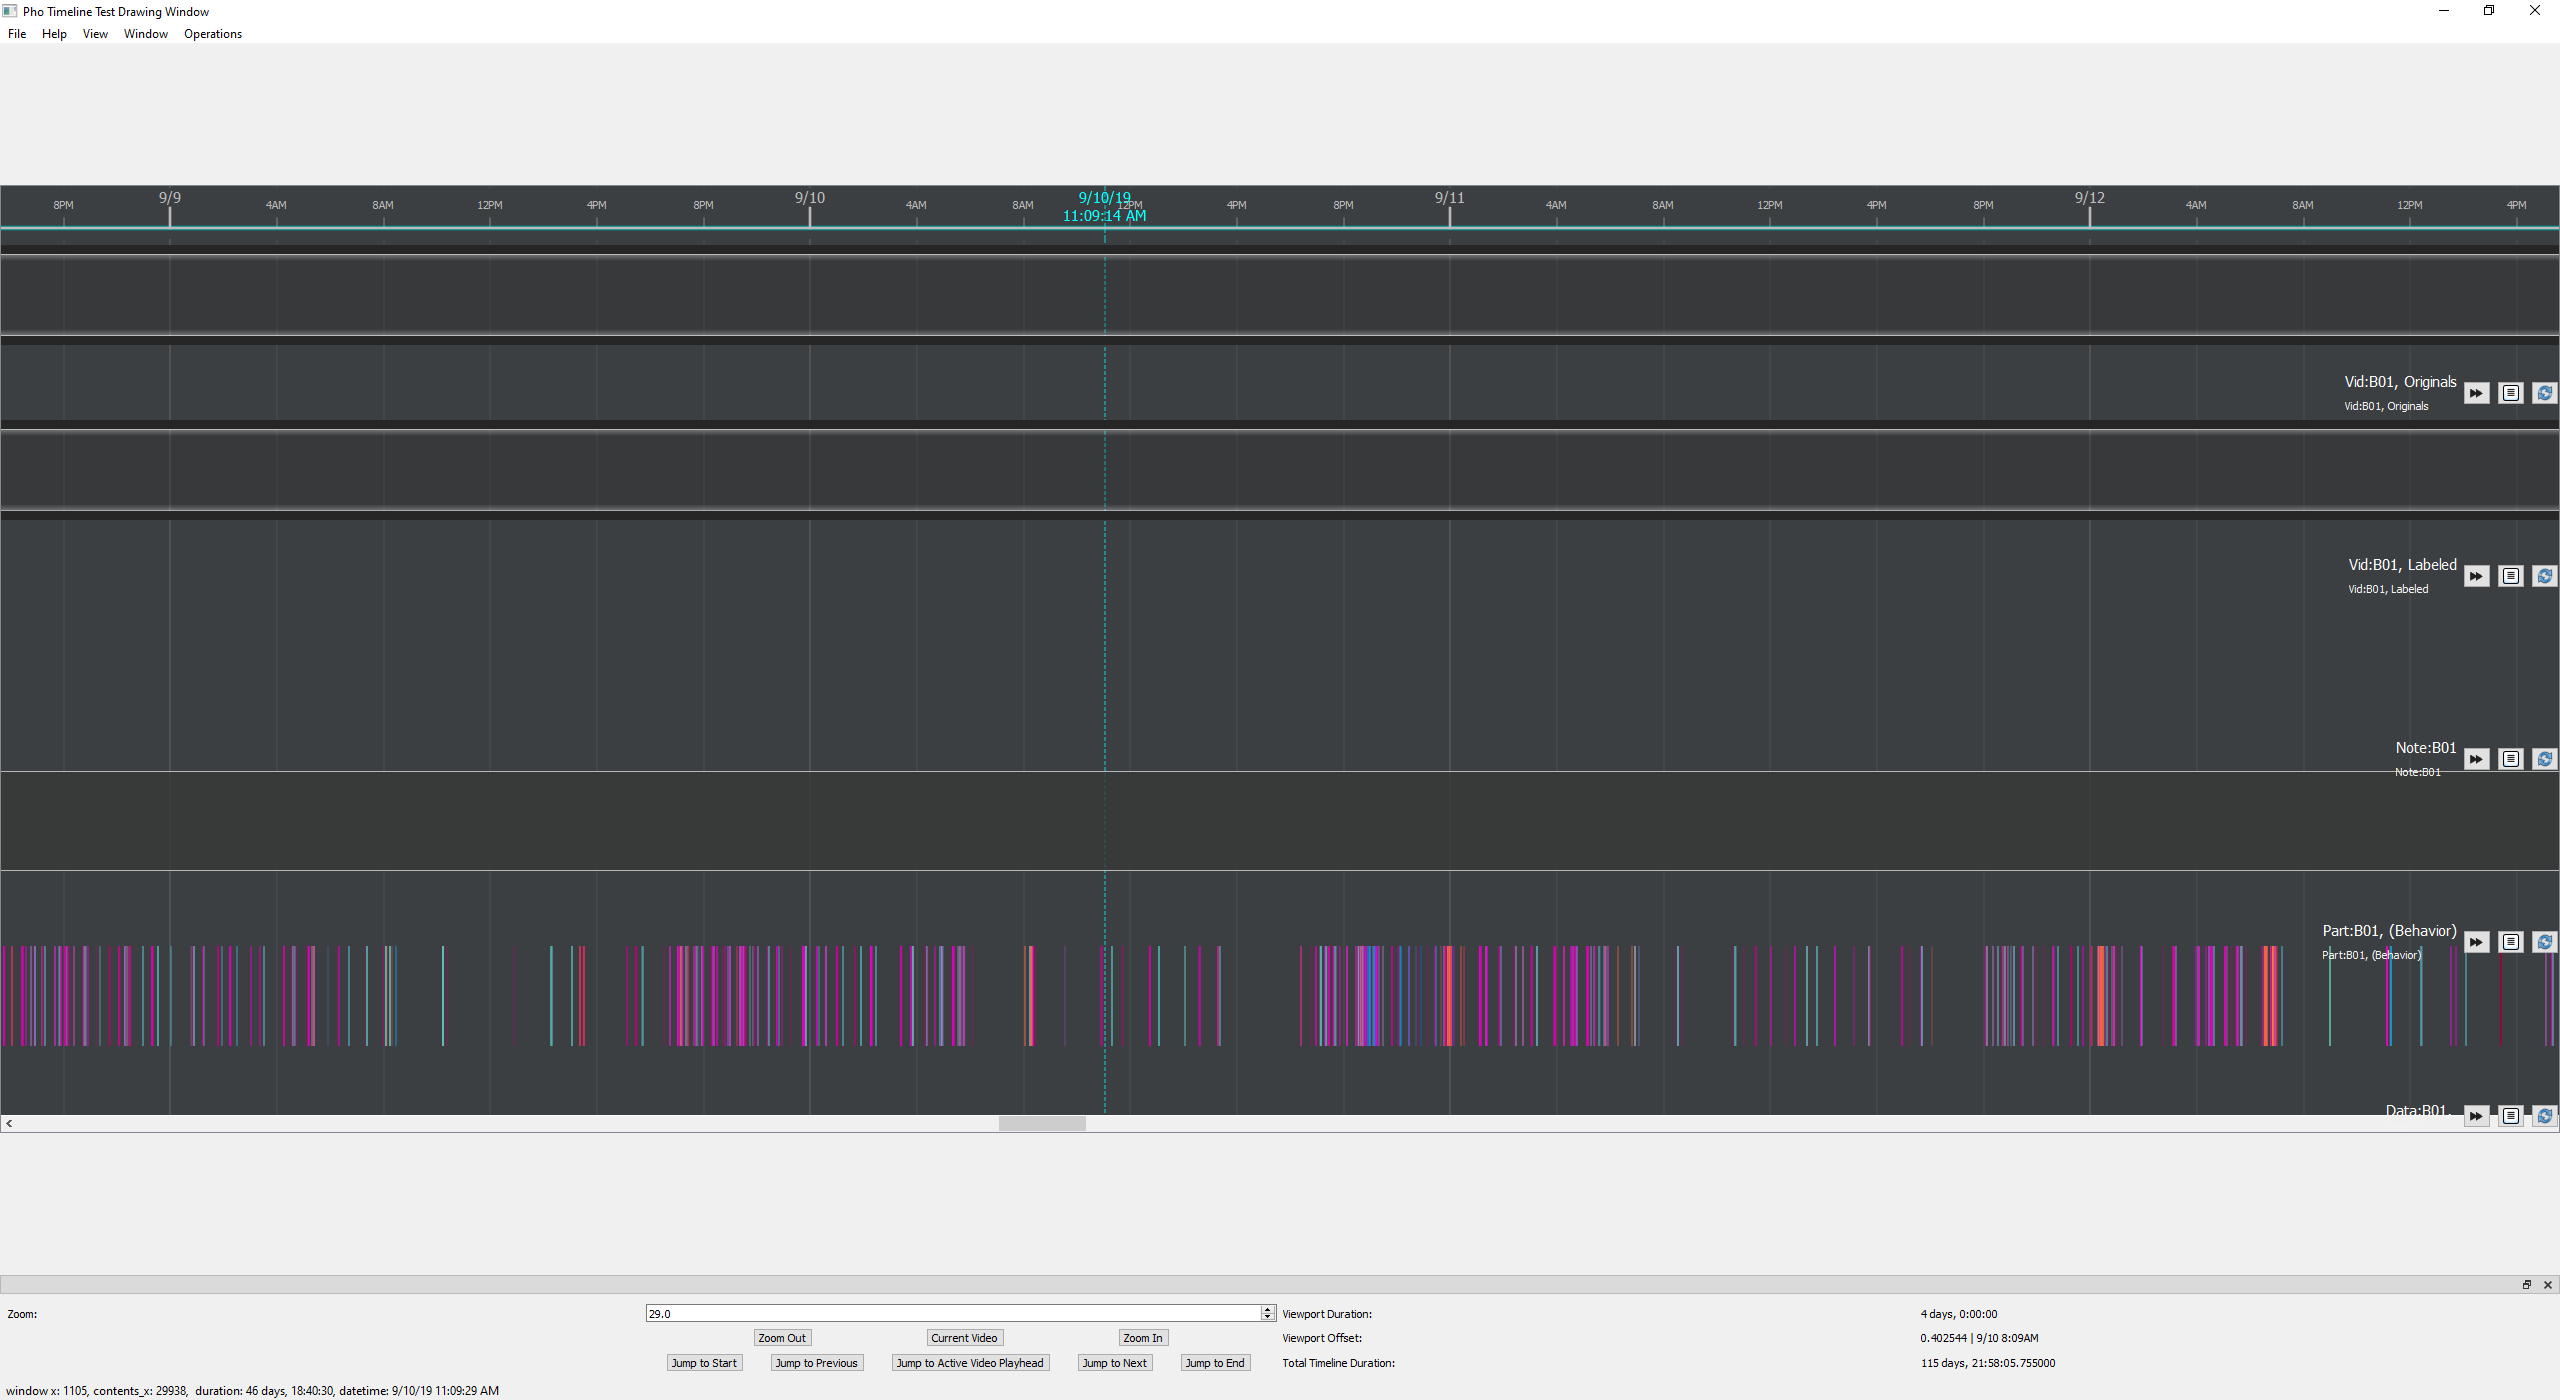 Pho Timeline Test Drawing Window
File Help View Window Operations
9/9 9/10 9/10/19 9/11 9/12
8PM 4AM 8AM 12PM 4PM 8PM 4AM 8AM 12PM 4PM 8PM 4AM 8AM 12PM 4PM 8PM 4AM 8AM 12PM 4PM
11:09:14 AM
Vid:B01, Originals
Vid:B01, Originals
Vid:B01, Labeled
Vid:B01, Labeled
Note:B01
Note:B01
Part:B01, (Behavior)
Part:B01, (Behavior)
Data:B01,
Zoom: 29.0 Viewport Duration: 4 days, 0:00:00
Zoom Out Current Video Zoom In Viewport Offset: 0.402544 | 9/10 8:09AM
Jump to Start Jump to Previous Jump to Active Video Playhead Jump to Next Jump to End Total Timeline Duration: 115 days, 21:58:05.755000
window x: 1105, contents_x: 29938, duration: 46 days, 18:40:30, datetime: 9/10/19 11:09:29 AM